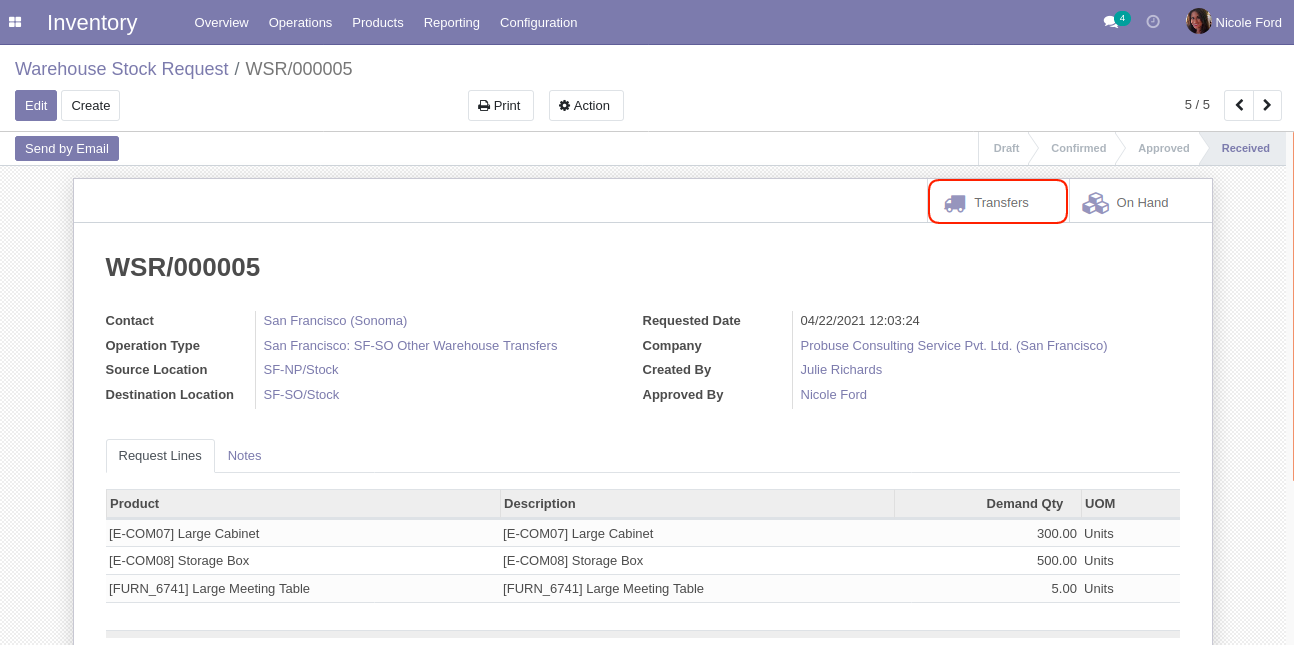 Inventory Overview Operations Products Reporting Configuration 4 Nicole Ford
Warehouse Stock Request / WSR/000005
Edit Create Print Action 5 / 5
Send by Email Draft Confirmed Approved Received
Transfers On Hand
WSR/000005
Contact San Francisco (Sonoma) Requested Date 04/22/2021 12:03:24
Operation Type San Francisco: SF-SO Other Warehouse Transfers Company Probuse Consulting Service Pvt. Ltd. (San Francisco)
Source Location SF-NP/Stock Created By Julie Richards
Destination Location SF-SO/Stock Approved By Nicole Ford
Request Lines Notes
Product Description Demand Qty UOM
[E-COM07] Large Cabinet [E-COM07] Large Cabinet 300.00 Units
[E-COM08] Storage Box [E-COM08] Storage Box 500.00 Units
[FURN_6741] Large Meeting Table [FURN_6741] Large Meeting Table 5.00 Units